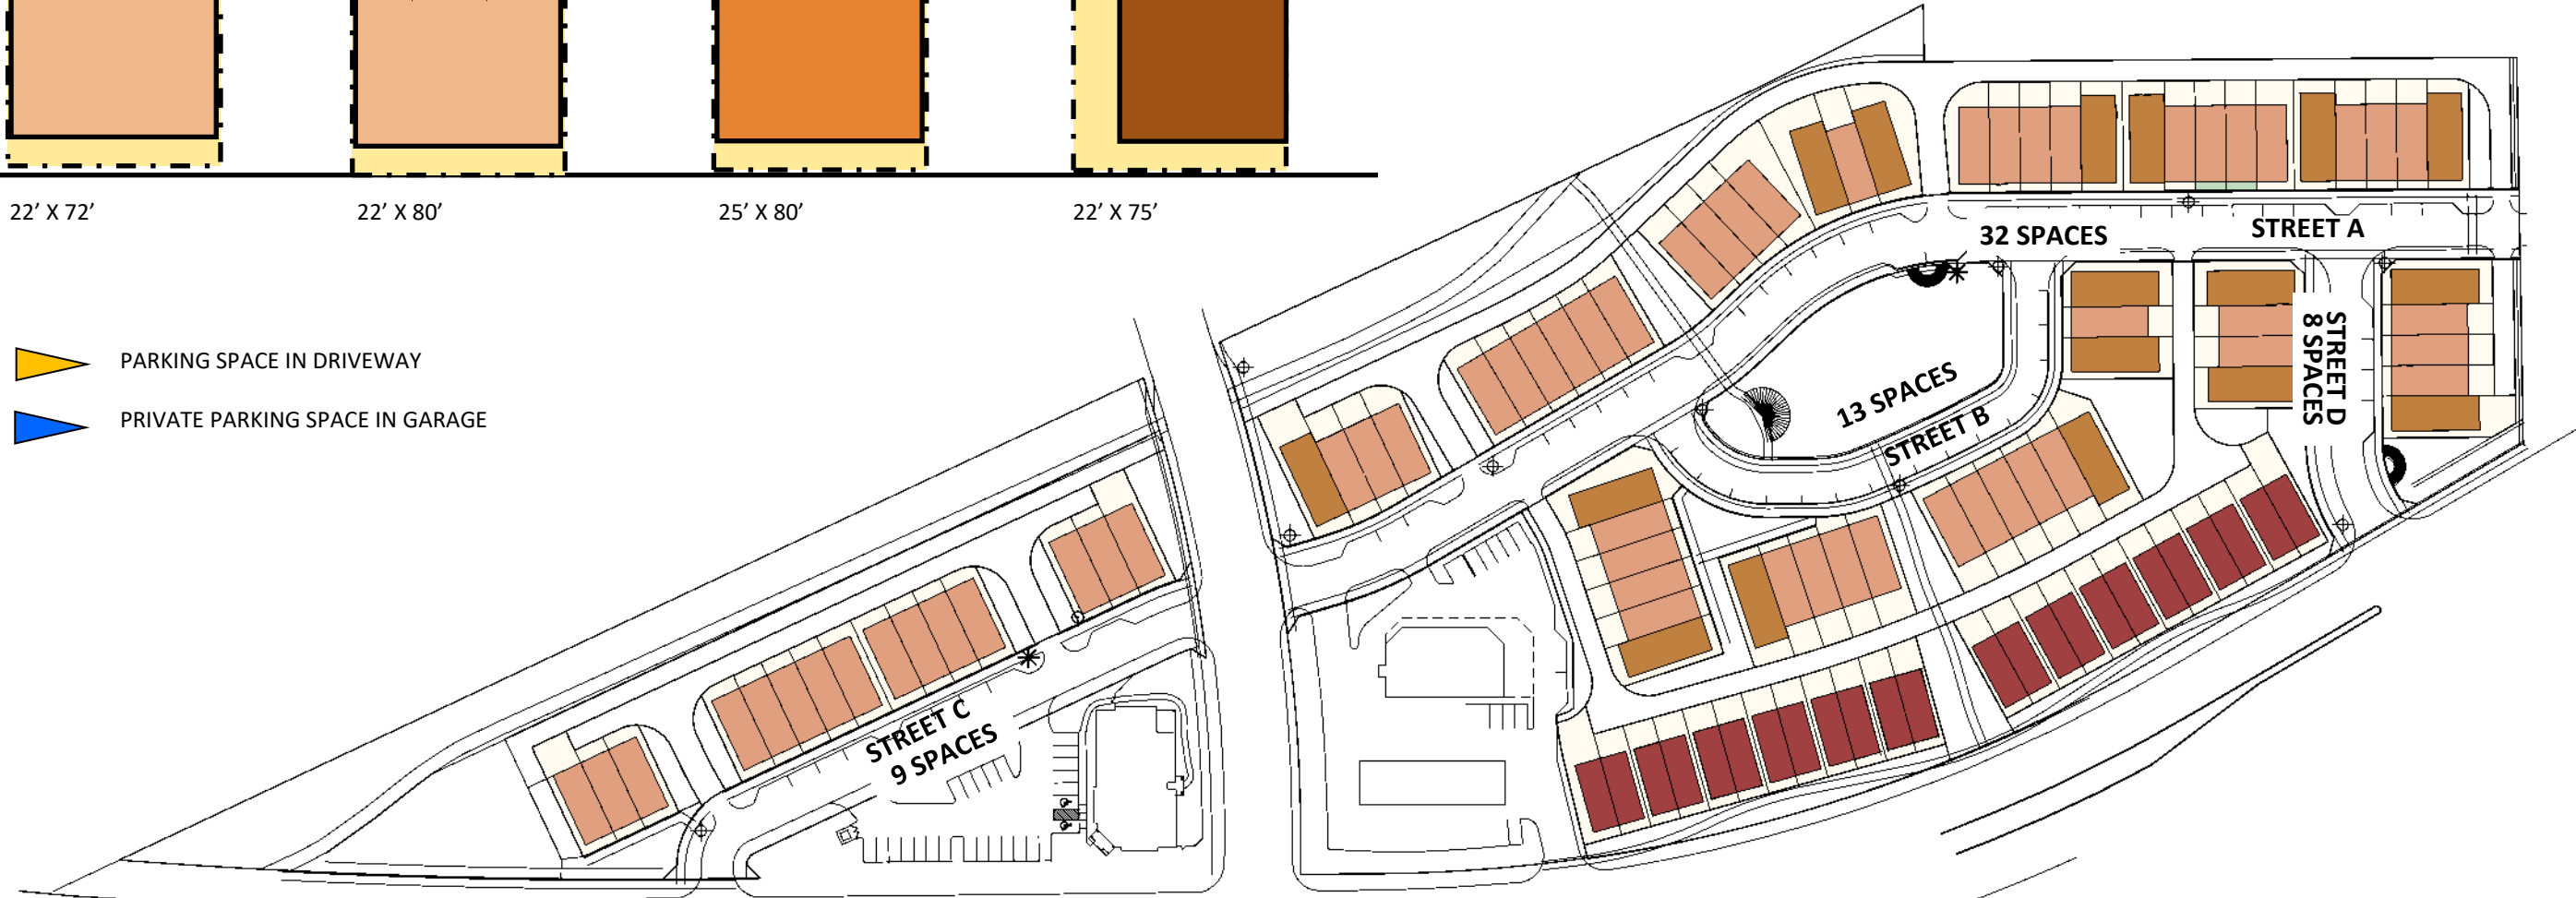 22’ X 72’
22’ X 80’
25’ X 80’
22’ X 75’
PARKING SPACE IN DRIVEWAY
PRIVATE PARKING SPACE IN GARAGE
32 SPACES
STREET A
STREET D
8 SPACES
13 SPACES
STREET B
STREET C
9 SPACES